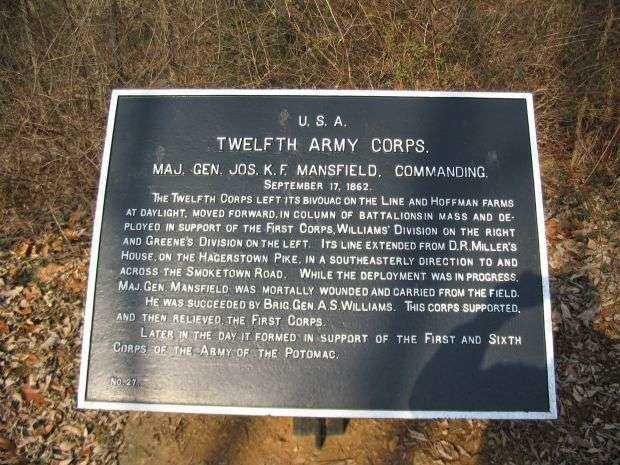 U. S. A.
TWELFTH ARMY CORPS.
MAJ. GEN. JOS. K. F. MANSFIELD, COMMANDING.
SEPTEMBER 17, 1862.
THE TWELFTH CORPS LEFT ITS BIVOUAC ON THE LINE AND HOFFMAN FARMS
AT DAYLIGHT, MOVED FORWARD, IN COLUMN OF BATTALIONS IN MASS AND DE-
PLOYED IN SUPPORT OF THE FIRST CORPS, WILLIAMS' DIVISION ON THE RIGHT
AND GREENE'S DIVISION ON THE LEFT. ITS LINE EXTENDED FROM D.R. MILLER'S
HOUSE, ON THE HAGERSTOWN PIKE, IN A SOUTHEASTERLY DIRECTION TO AND
ACROSS THE SMOKETOWN ROAD. WHILE THE DEPLOYMENT WAS IN PROGRESS,
MAJ. GEN. MANSFIELD WAS MORTALLY WOUNDED AND CARRIED FROM THE FIELD.
HE WAS SUCCEEDED BY BRIG. GEN. A. S. WILLIAMS. THIS CORPS SUPPORTED,
AND THEN RELIEVED, THE FIRST CORPS.
LATER IN THE DAY IT FORMED IN SUPPORT OF THE FIRST AND SIXTH
CORPS OF THE ARMY OF THE POTOMAC.
NO. 27.